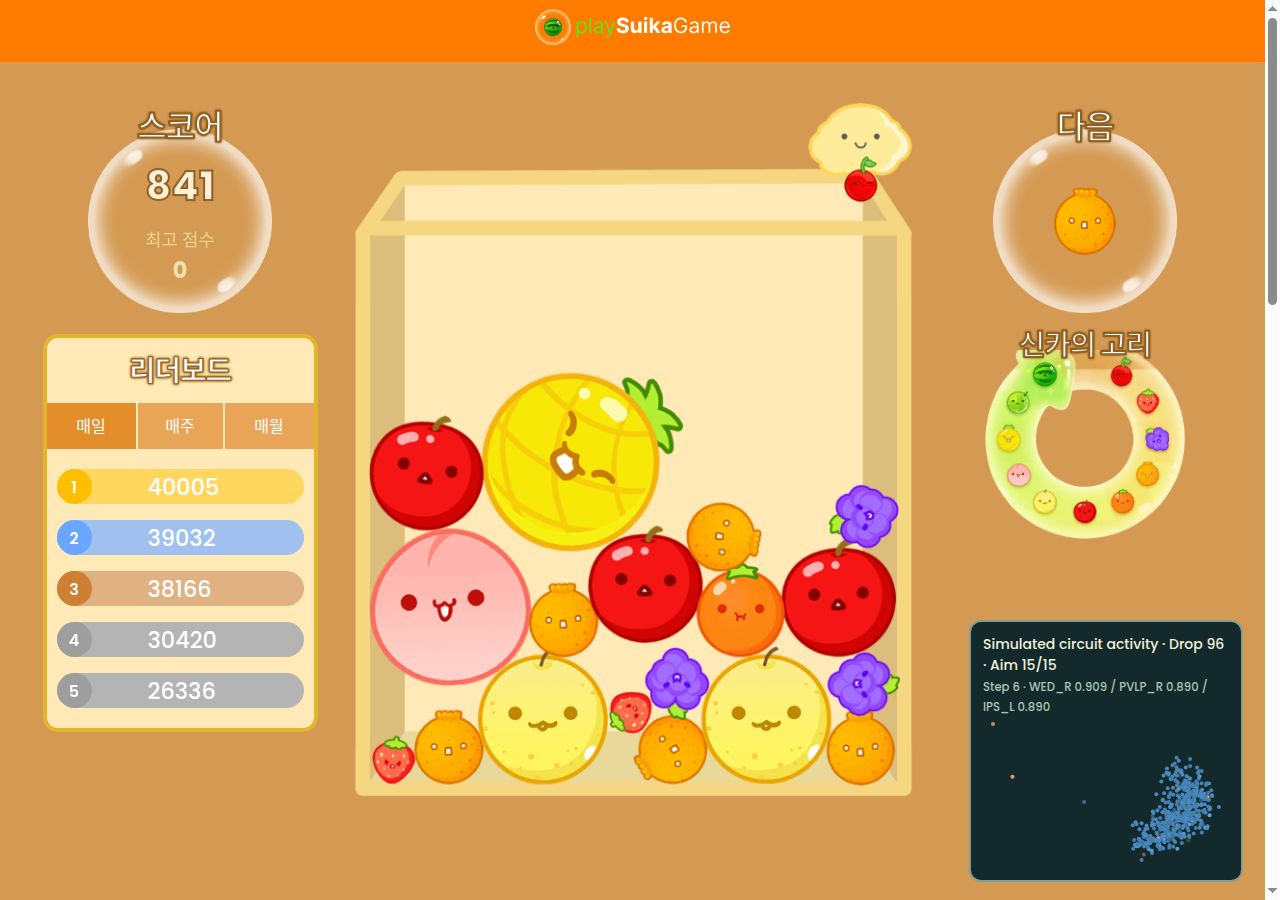 playSuikaGame
스코어
841
최고 점수
0
다음
신카의 고리
리더보드
매일 매주 매월
1 40005
2 39032
3 38166
4 30420
5 26336
Simulated circuit activity · Drop 96
· Aim 15/15
Step 6 · WED_R 0.909 / PVLP_R 0.890 /
IPS_L 0.890